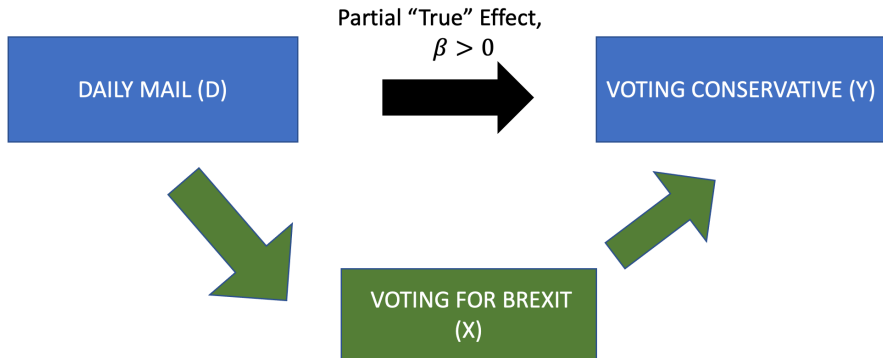 Partial “True” Effect,
𝛽 > 0
DAILY MAIL (D)
VOTING CONSERVATIVE (Y)
VOTING FOR BREXIT
(X)